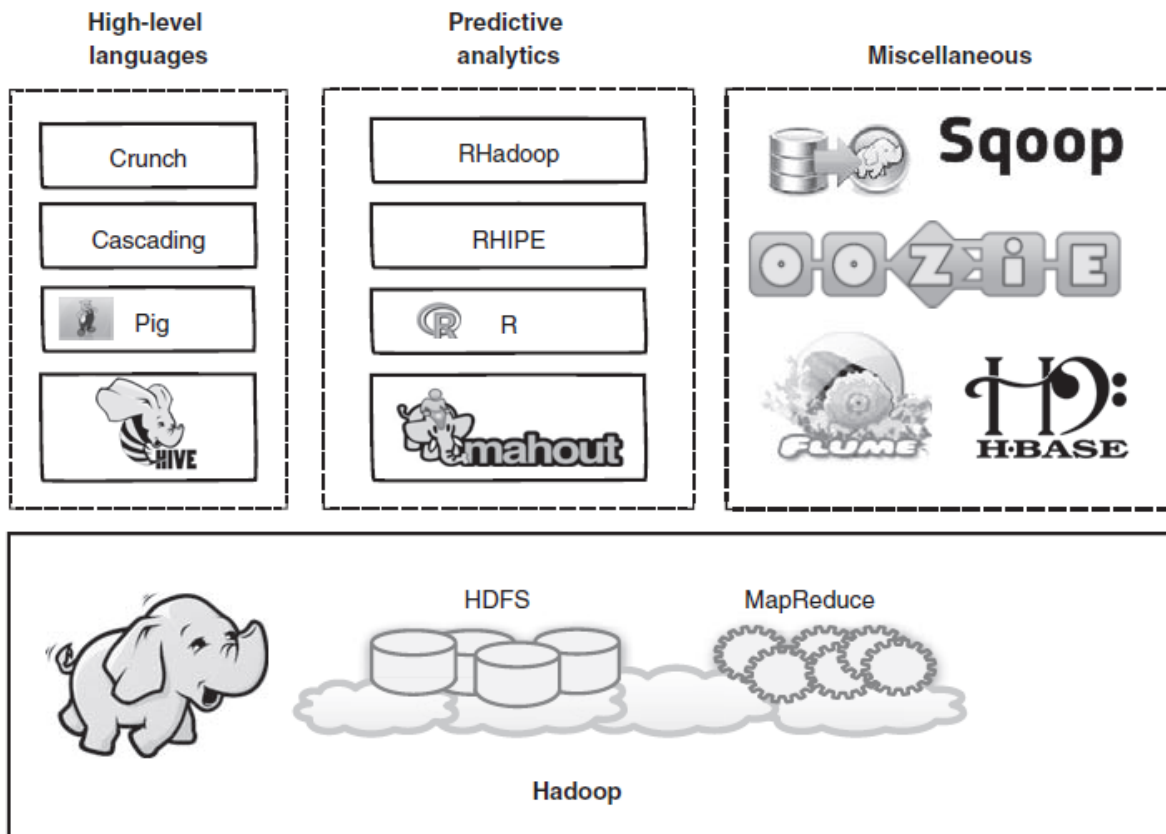 High-level
languages
Crunch
Cascading
Pig
HIVE
Predictive
analytics
RHadoop
RHIPE
R
R
mahout
Miscellaneous
Sqoop
OOZiE
FLUME
H
H·BASE
HDFS
MapReduce
Hadoop